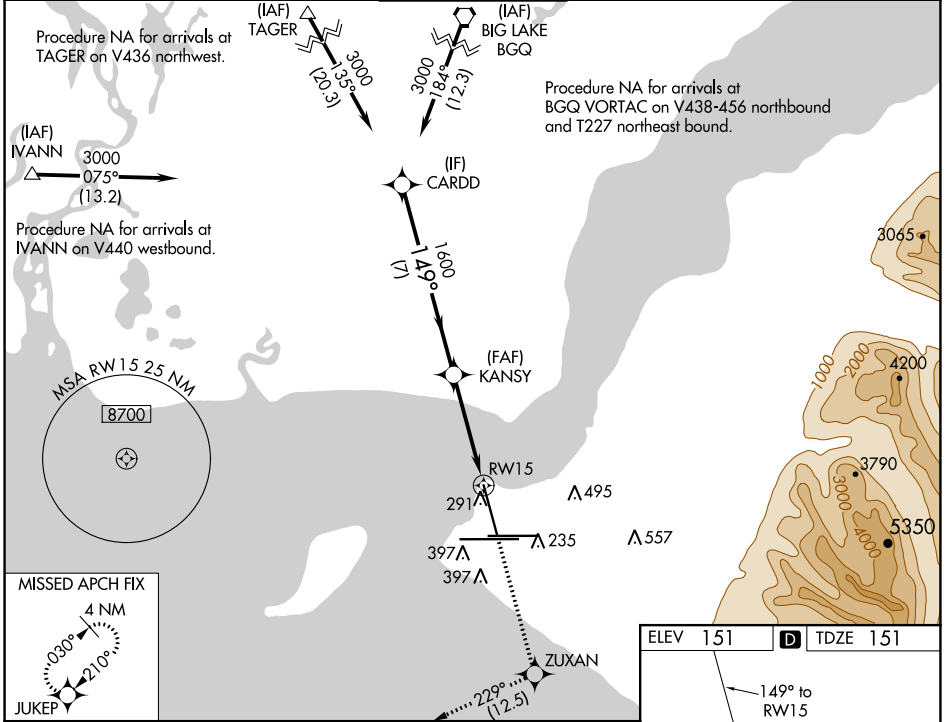 (IAF)
TAGER
(IAF)
BIG LAKE
BGQ
Procedure NA for arrivals at
TAGER on V436 northwest.
3000
135°
(20.3)
3000
184°
(12.3)
Procedure NA for arrivals at
BGQ VORTAC on V438-456 northbound
and T227 northeast bound.
(IAF)
IVANN
3000
075°
(13.2)
Procedure NA for arrivals at
IVANN on V440 westbound.
(IF)
CARDD
1600
149°
(7)
3065
(FAF)
KANSY
MSA RW15 25 NM
8700
1000
2000
4200
RW15
291
495
3790
3000
4000
5350
397
235
557
397
MISSED APCH FIX
4 NM
030°
210°
JUKEP
ZUXAN
229°
(12.5)
ELEV 151 D TDZE 151
149° to
RW15